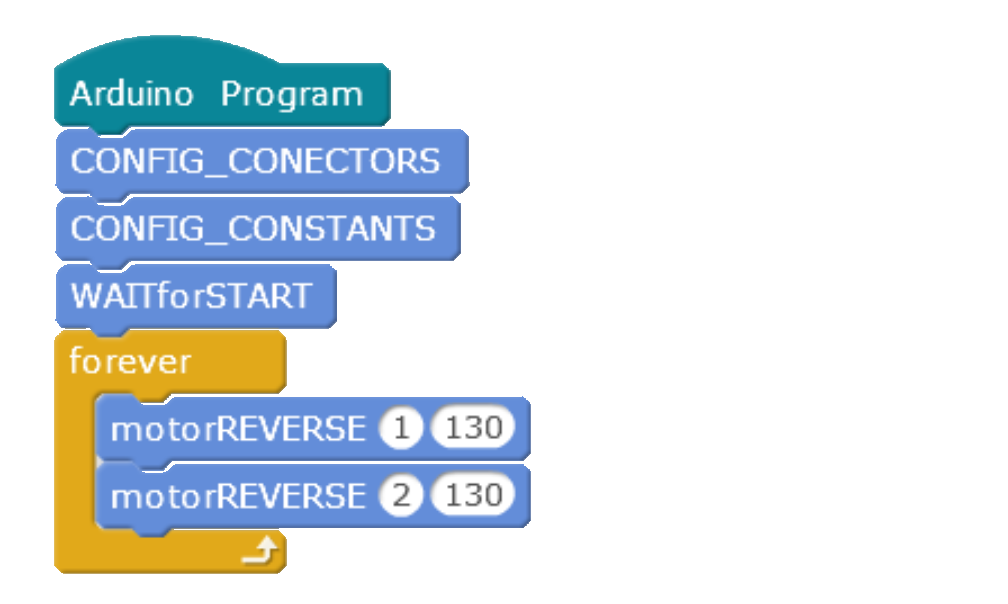 Arduino Program
CONFIG_CONECTORS
CONFIG_CONSTANTS
WAITforSTART
forever
motorREVERSE 1 130
motorREVERSE 2 130